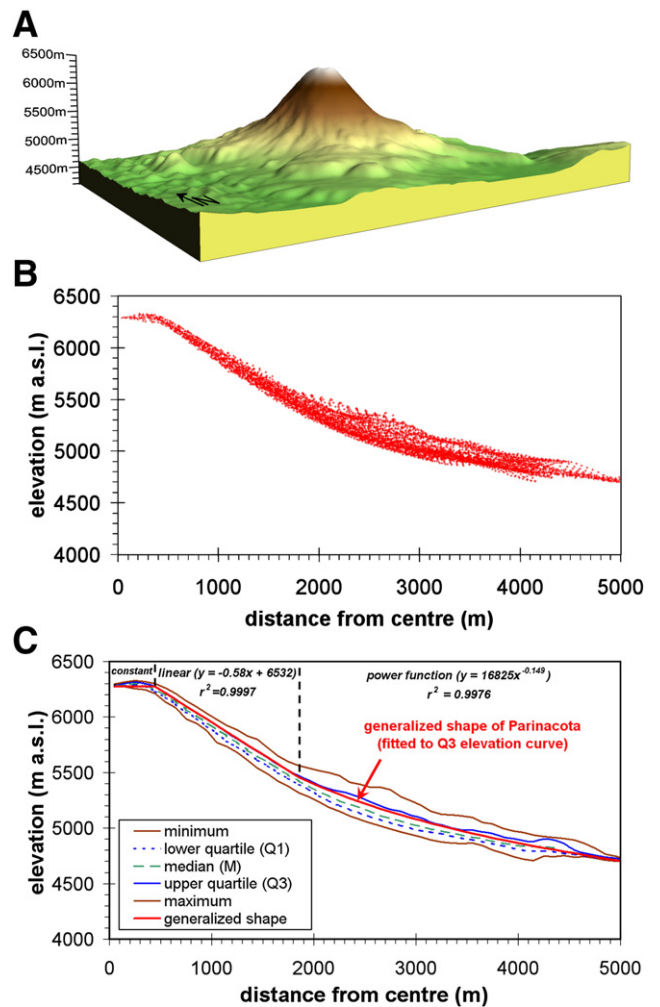 A
6500m
6000m
5500m
5000m
4500m
N
B
6500
6000
5500
5000
4500
4000
elevation (m a.s.l.)
0 1000 2000 3000 4000 5000
distance from centre (m)
C
6500
6000
5500
5000
4500
4000
elevation (m a.s.l.)
constant linear (y = -0.58x + 6532) power function (y = 16825x^-0.149)
r² =0.9997 r² = 0.9976
generalized shape of Parinacota
(fitted to Q3 elevation curve)
minimum
lower quartile (Q1)
median (M)
upper quartile (Q3)
maximum
generalized shape
0 1000 2000 3000 4000 5000
distance from centre (m)